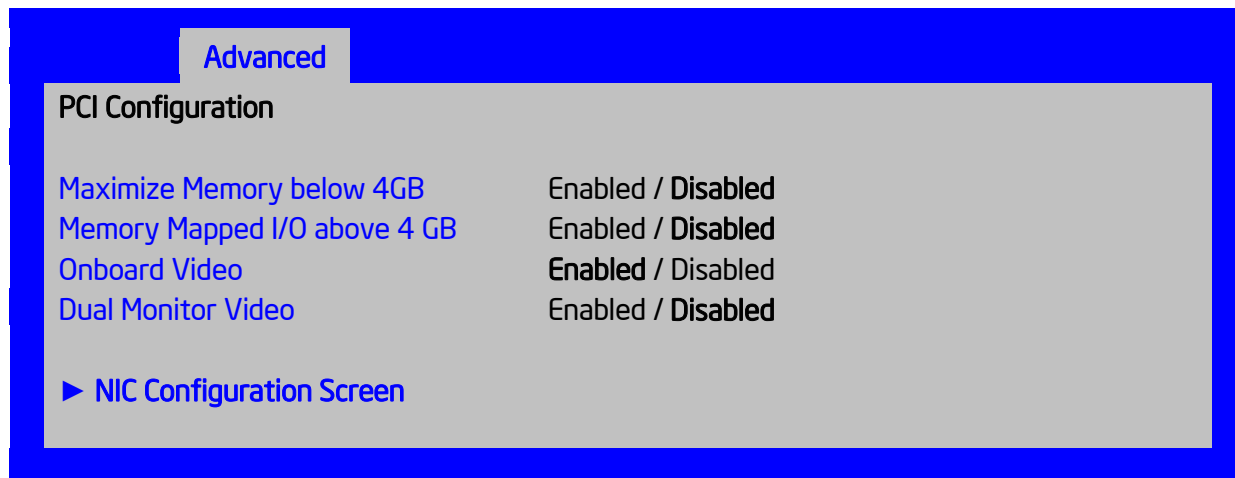 Advanced
PCI Configuration
Maximize Memory below 4GB Enabled / Disabled
Memory Mapped I/O above 4 GB Enabled / Disabled
Onboard Video Enabled / Disabled
Dual Monitor Video Enabled / Disabled
► NIC Configuration Screen